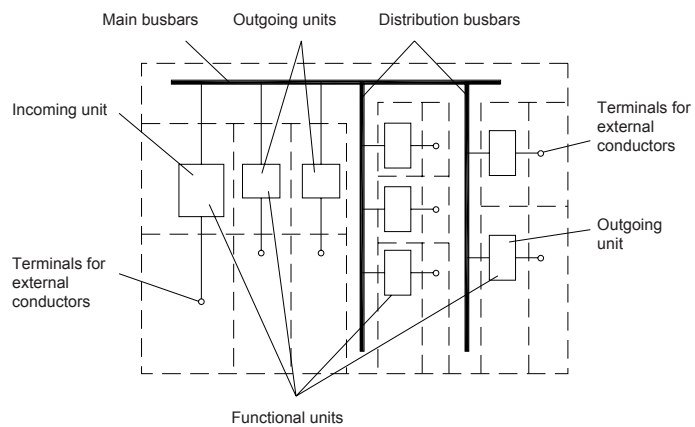 Main busbars
Outgoing units
Distribution busbars
Incoming unit
Terminals for
external
conductors
Outgoing
unit
Terminals for
external
conductors
Functional units